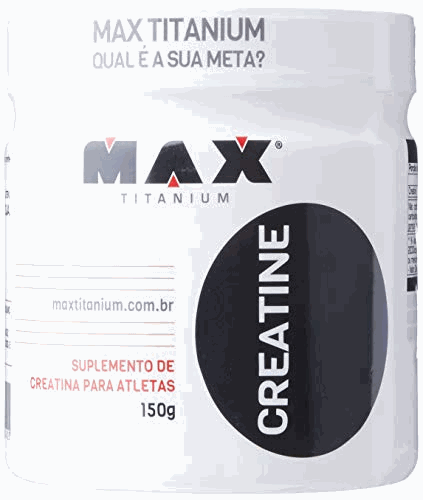 MAX TITANIUM
QUAL É A SUA META?
MAX®
TITANIUM
maxtitanium.com.br
SUPLEMENTO DE
CREATINA PARA ATLETAS
150g
CREATINE